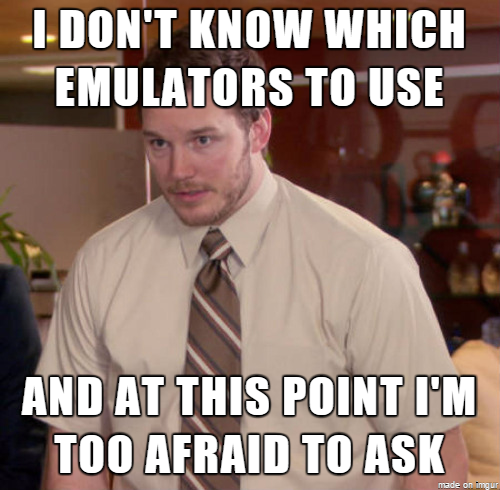 I DON'T KNOW WHICH
EMULATORS TO USE
AND AT THIS POINT I'M
TOO AFRAID TO ASK
made on imgur